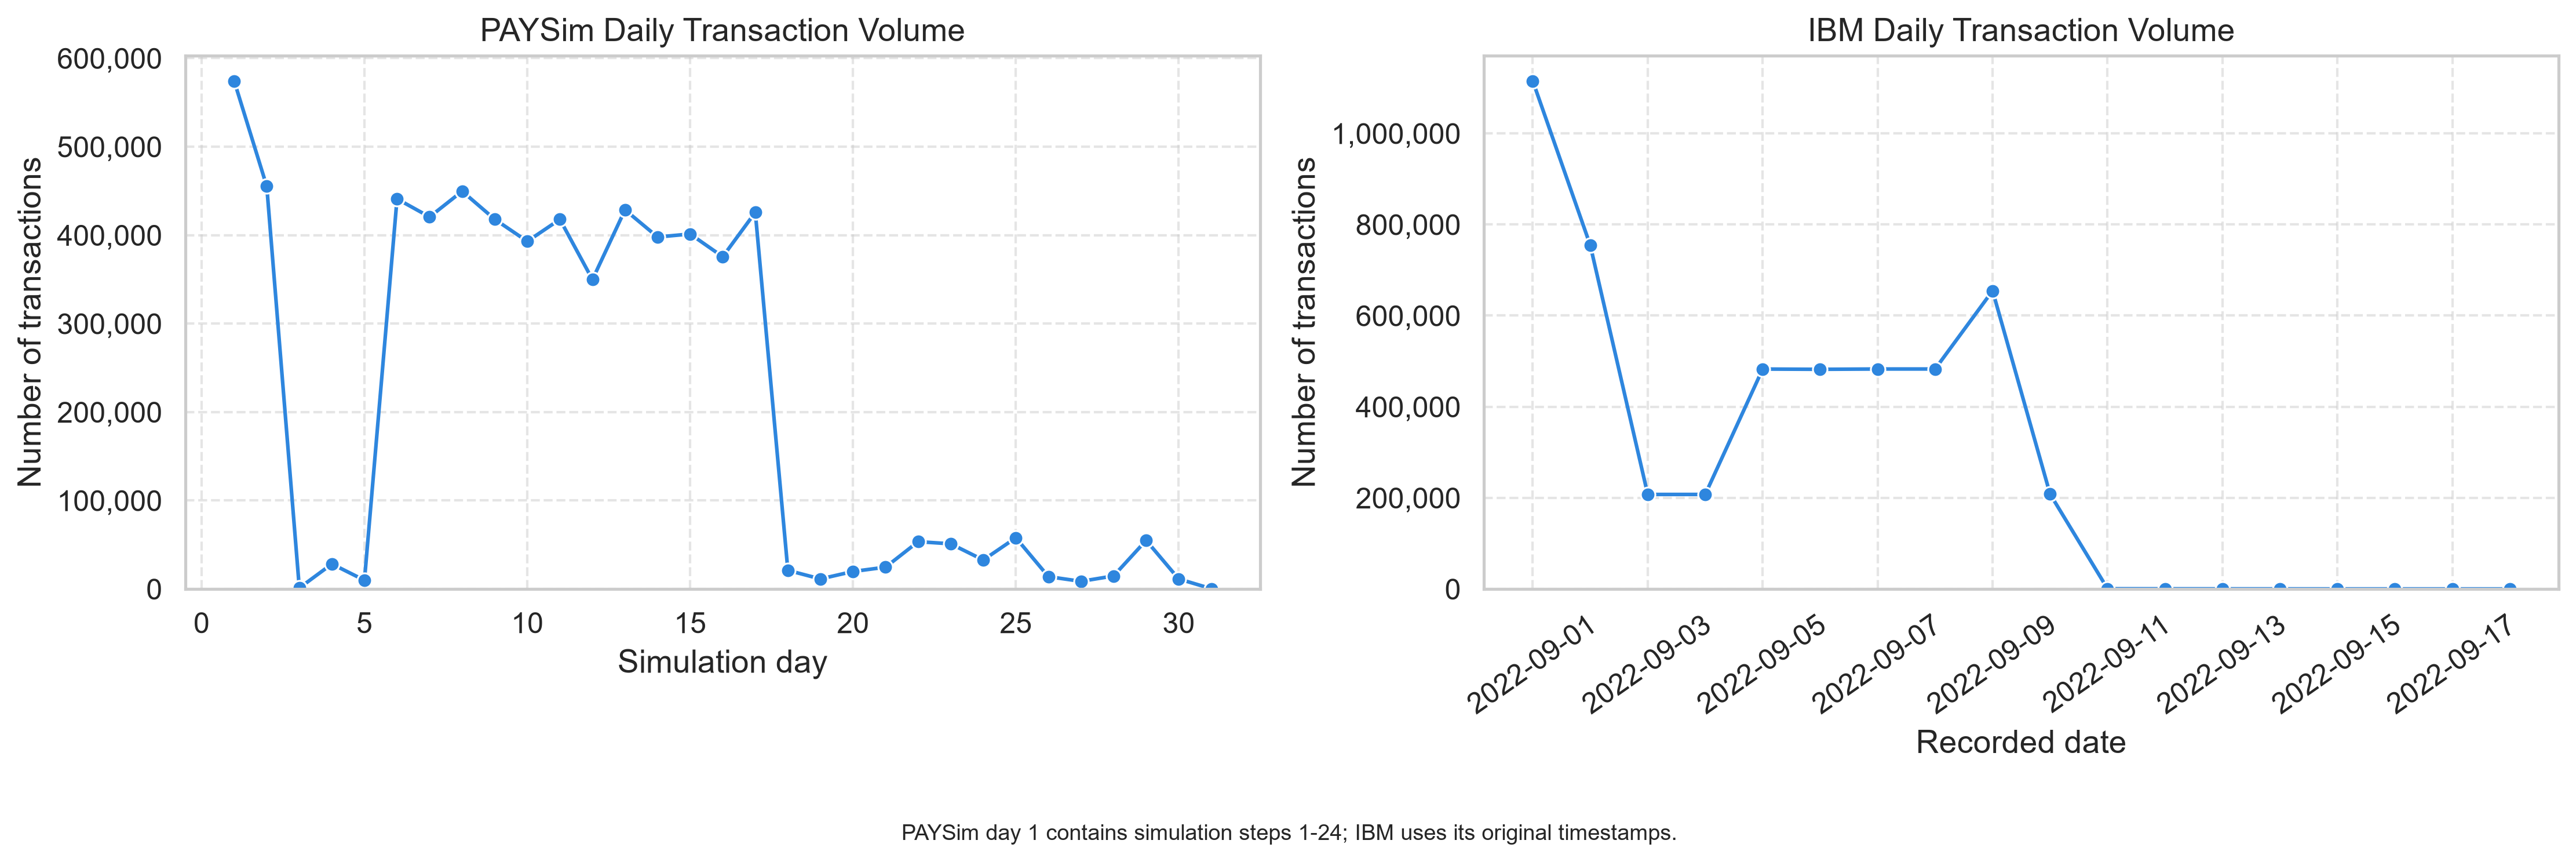 PAYSim Daily Transaction Volume
Number of transactions
600,000
500,000
400,000
300,000
200,000
100,000
0
0 5 10 15 20 25 30
Simulation day
IBM Daily Transaction Volume
Number of transactions
1,000,000
800,000
600,000
400,000
200,000
0
2022-09-01
2022-09-03
2022-09-05
2022-09-07
2022-09-09
2022-09-11
2022-09-13
2022-09-15
2022-09-17
Recorded date
PAYSim day 1 contains simulation steps 1-24; IBM uses its original timestamps.